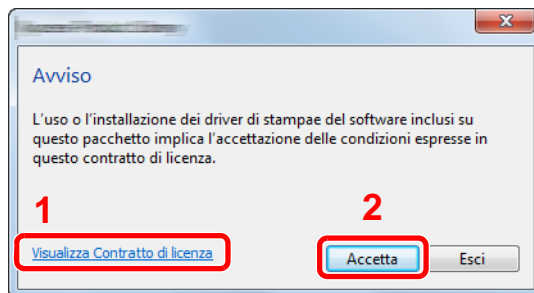 Avviso
L'uso o l'installazione dei driver di stampae del software inclusi su
questo pacchetto implica l'accettazione delle condizioni espresse in
questo contratto di licenza.
1
2
Visualizza Contratto di licenza
Accetta
Esci